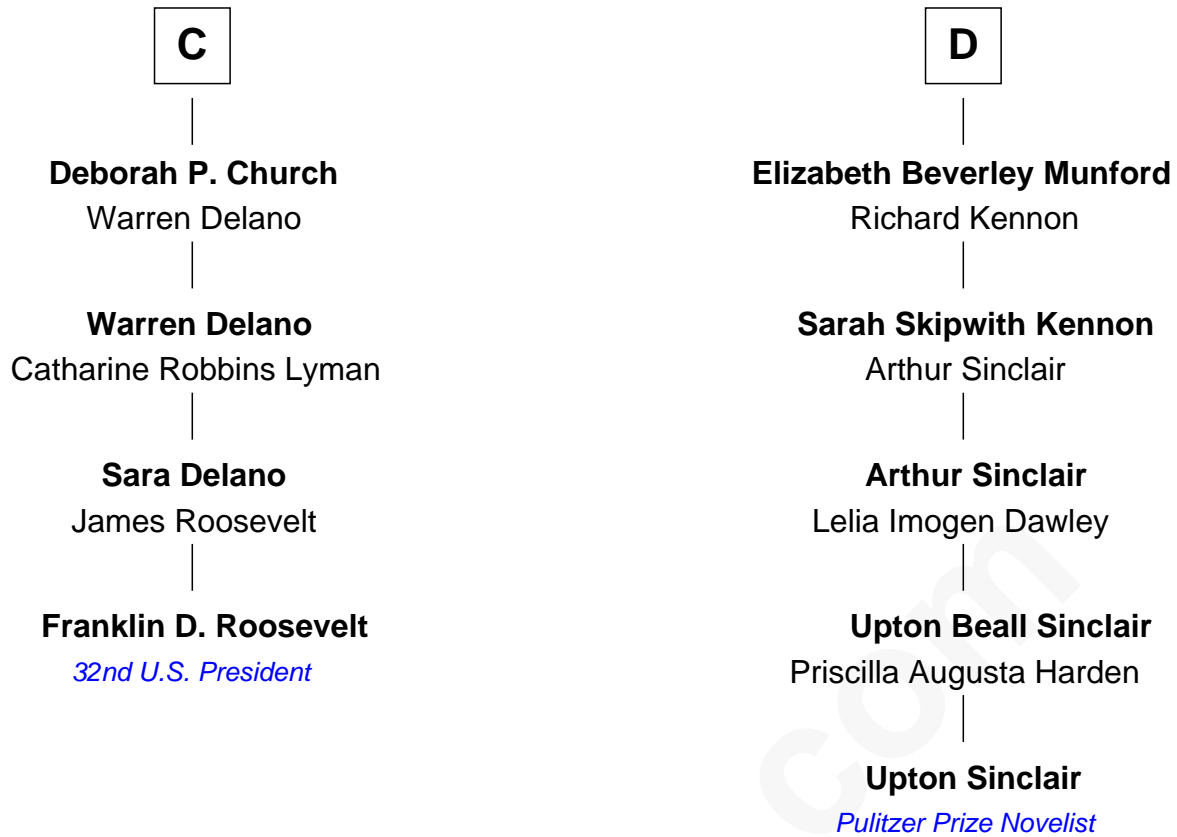 C
Deborah P. Church
Warren Delano
Warren Delano
Catharine Robbins Lyman
Sara Delano
James Roosevelt
Franklin D. Roosevelt
32nd U.S. President
D
Elizabeth Beverley Munford
Richard Kennon
Sarah Skipwith Kennon
Arthur Sinclair
Arthur Sinclair
Lelia Imogen Dawley
Upton Beall Sinclair
Priscilla Augusta Harden
Upton Sinclair
Pulitzer Prize Novelist
com